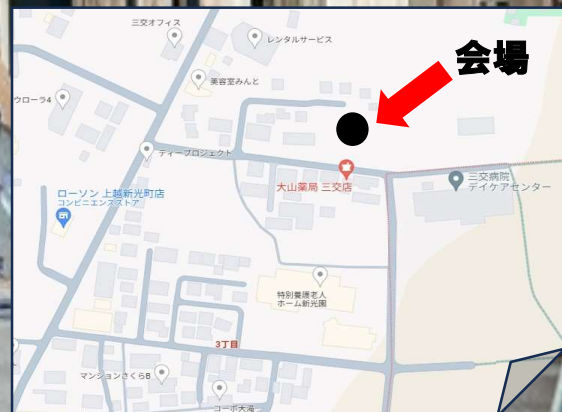 三交オフィス
レンタルサービス
会場
美容室みんと
ウローラ4
ティープロジェクト
大山薬局 三交店
三交病院
デイケアセンター
ローソン 上越新光町店
コンビニエンスストア
特別養護老人
ホーム新光園
3丁目
マンションさくらB
コーポ大滝